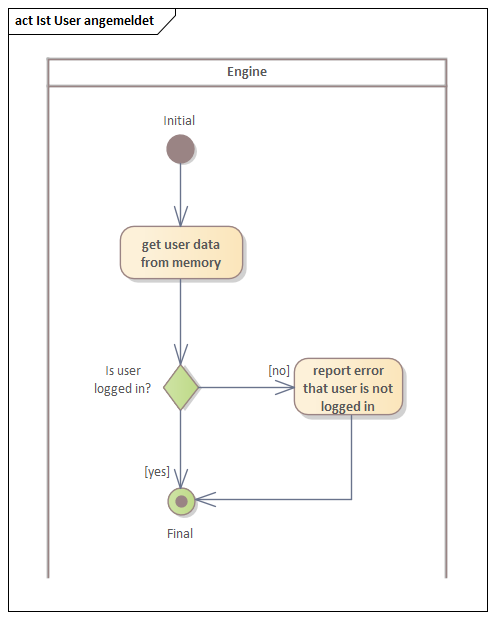 act Ist User angemeldet
Engine
Initial
get user data
from memory
Is user
logged in?
[no]
report error
that user is not
logged in
[yes]
Final